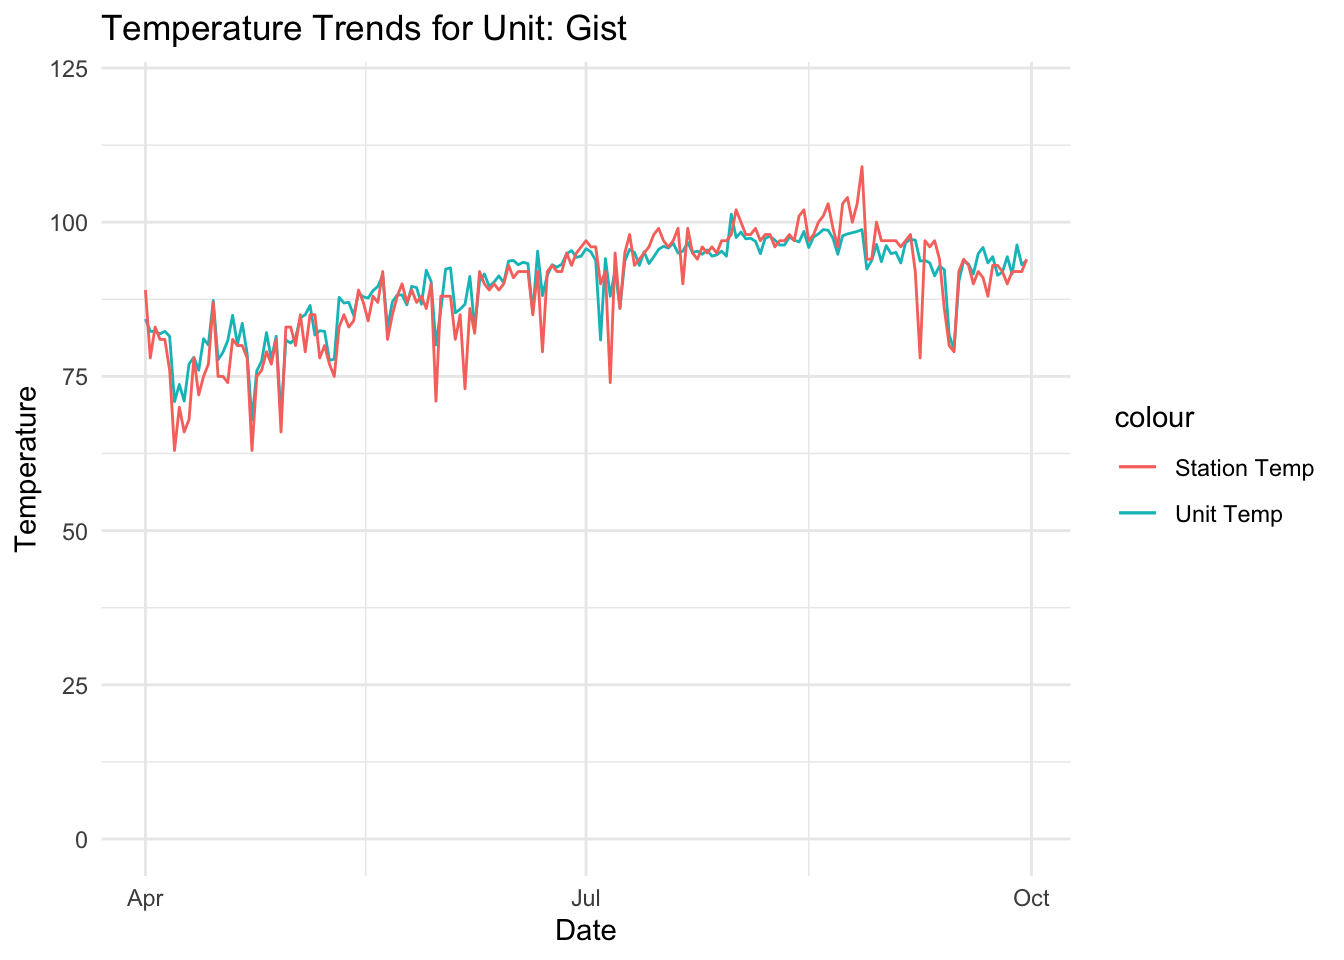 Temperature Trends for Unit: Gist
125
100
75
50
25
0
Temperature
Apr
Jul
Oct
Date
colour
Station Temp
Unit Temp